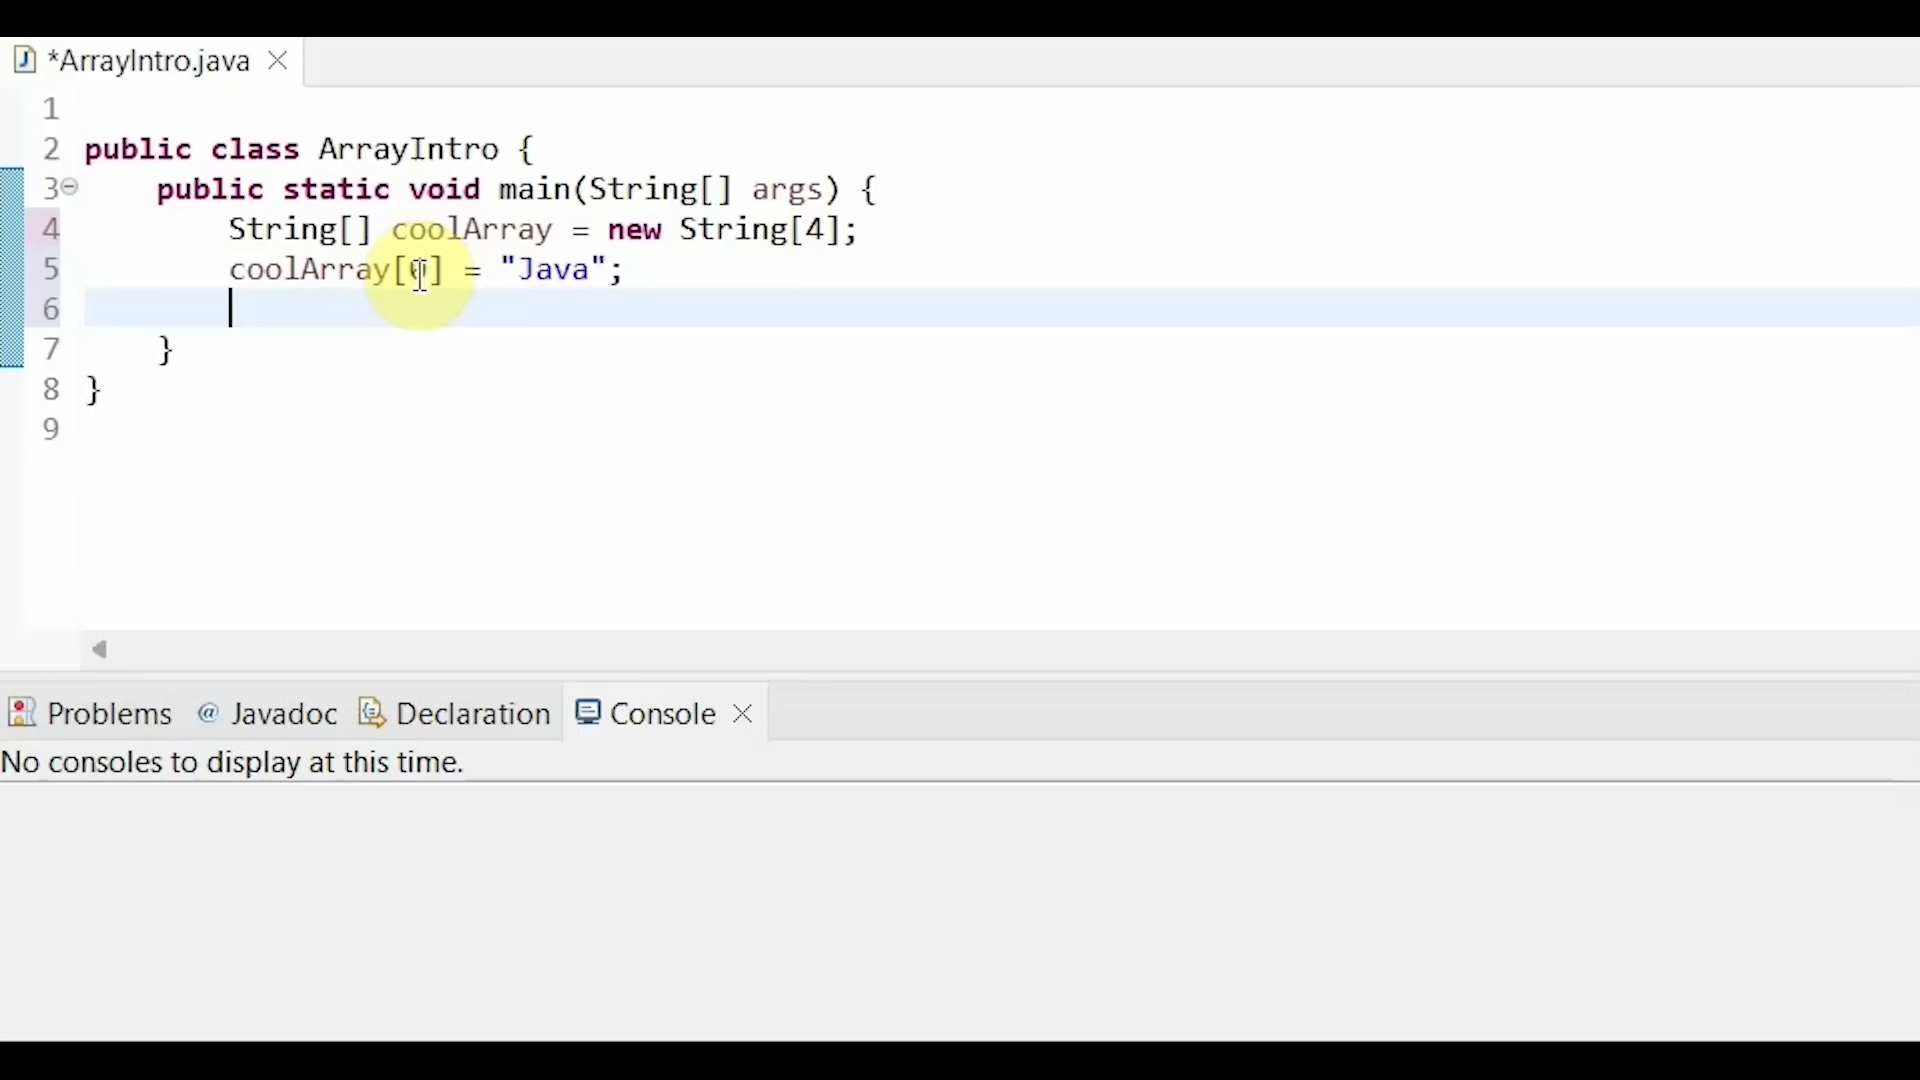 *ArrayIntro.java
1
2 public class ArrayIntro {
3 public static void main(String[] args) {
4 String[] coolArray = new String[4];
5 coolArray[0] = "Java";
6
7 }
8 }
9
Problems @ Javadoc Declaration Console
No consoles to display at this time.